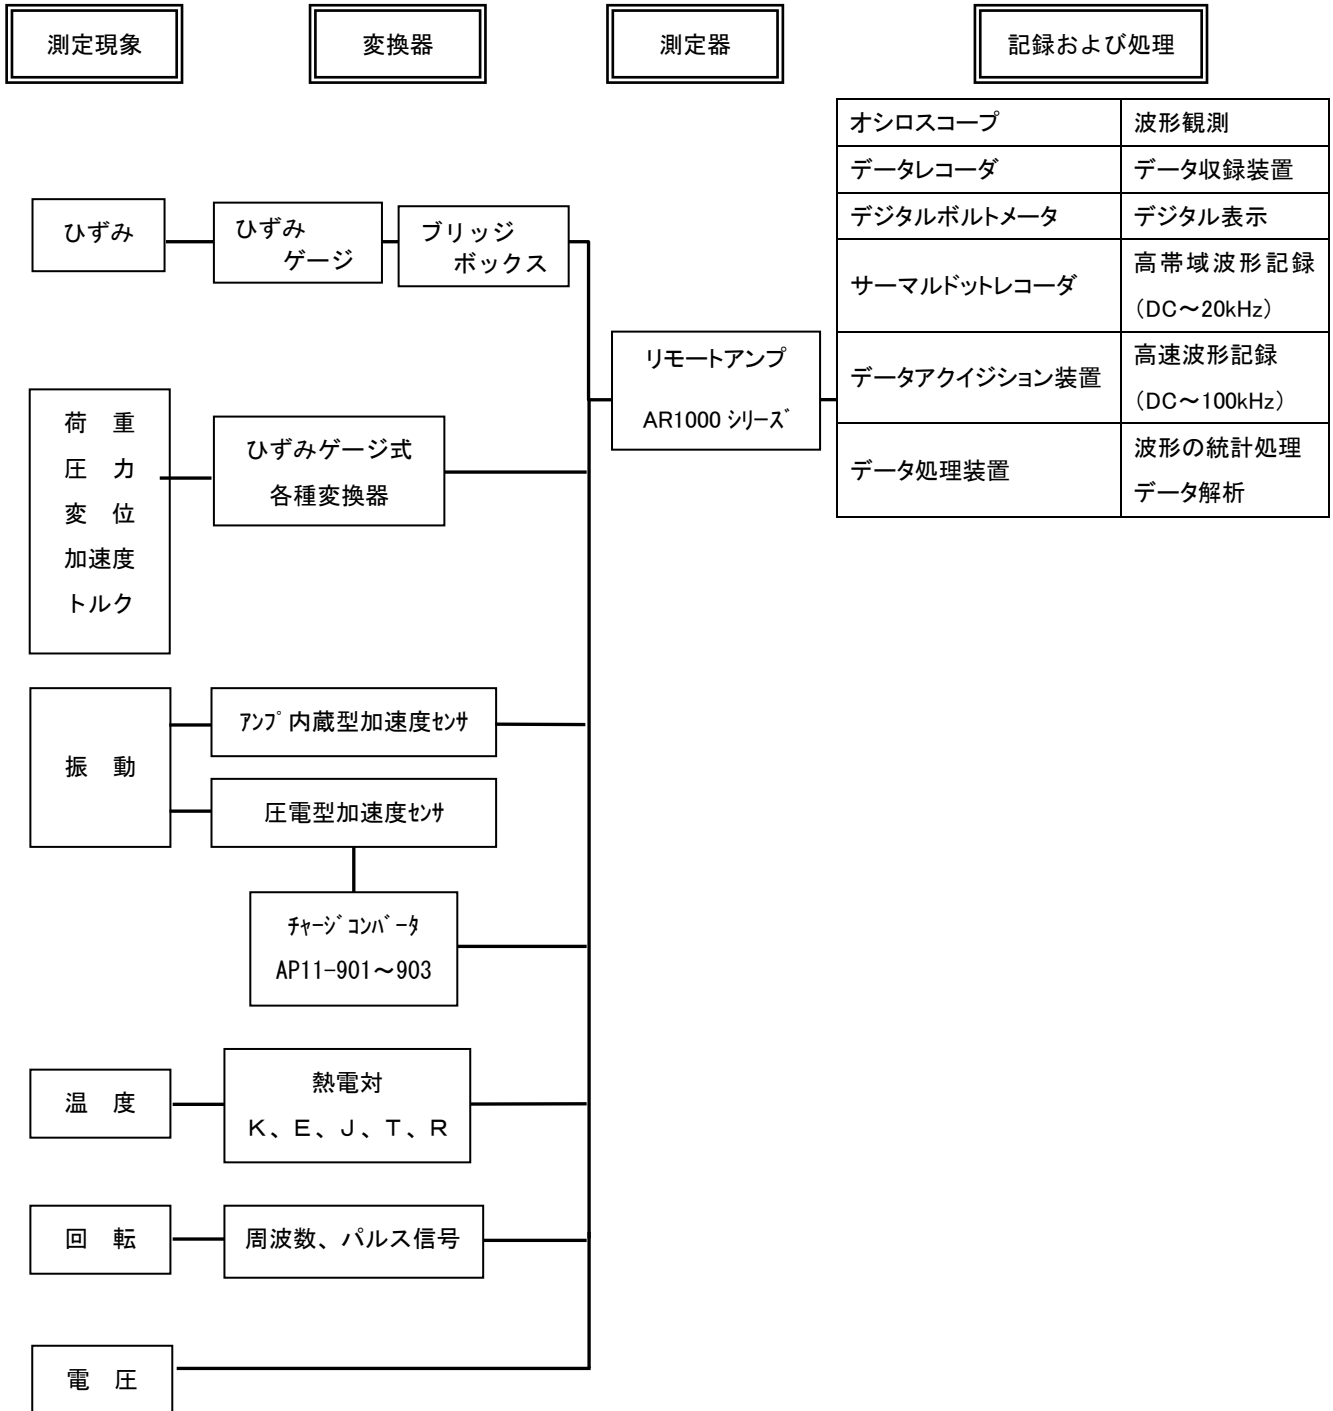 測定現象
変換器
測定器
記録および処理
オシロスコープ 波形観測
データレコーダ データ収録装置
デジタルボルトメータ デジタル表示
サーマルドットレコーダ 高帯域波形記録
（DC～20kHz）
データアクイジション装置 高速波形記録
（DC～100kHz）
データ処理装置 波形の統計処理
データ解析
ひずみ
ひずみ
ゲージ
ブリッジ
ボックス
リモートアンプ
AR1000 ｼﾘｰｽﾞ
荷　重
圧　力
変　位
加速度
トルク
ひずみゲージ式
各種変換器
振　動
ｱﾝﾌﾟ内蔵型加速度ｾﾝｻ
圧電型加速度ｾﾝｻ
ﾁｬｰｼﾞｺﾝﾊﾞｰﾀ
AP11-901～903
温　度
熱電対
Ｋ、Ｅ、Ｊ、Ｔ、Ｒ
回　転
周波数、パルス信号
電　圧